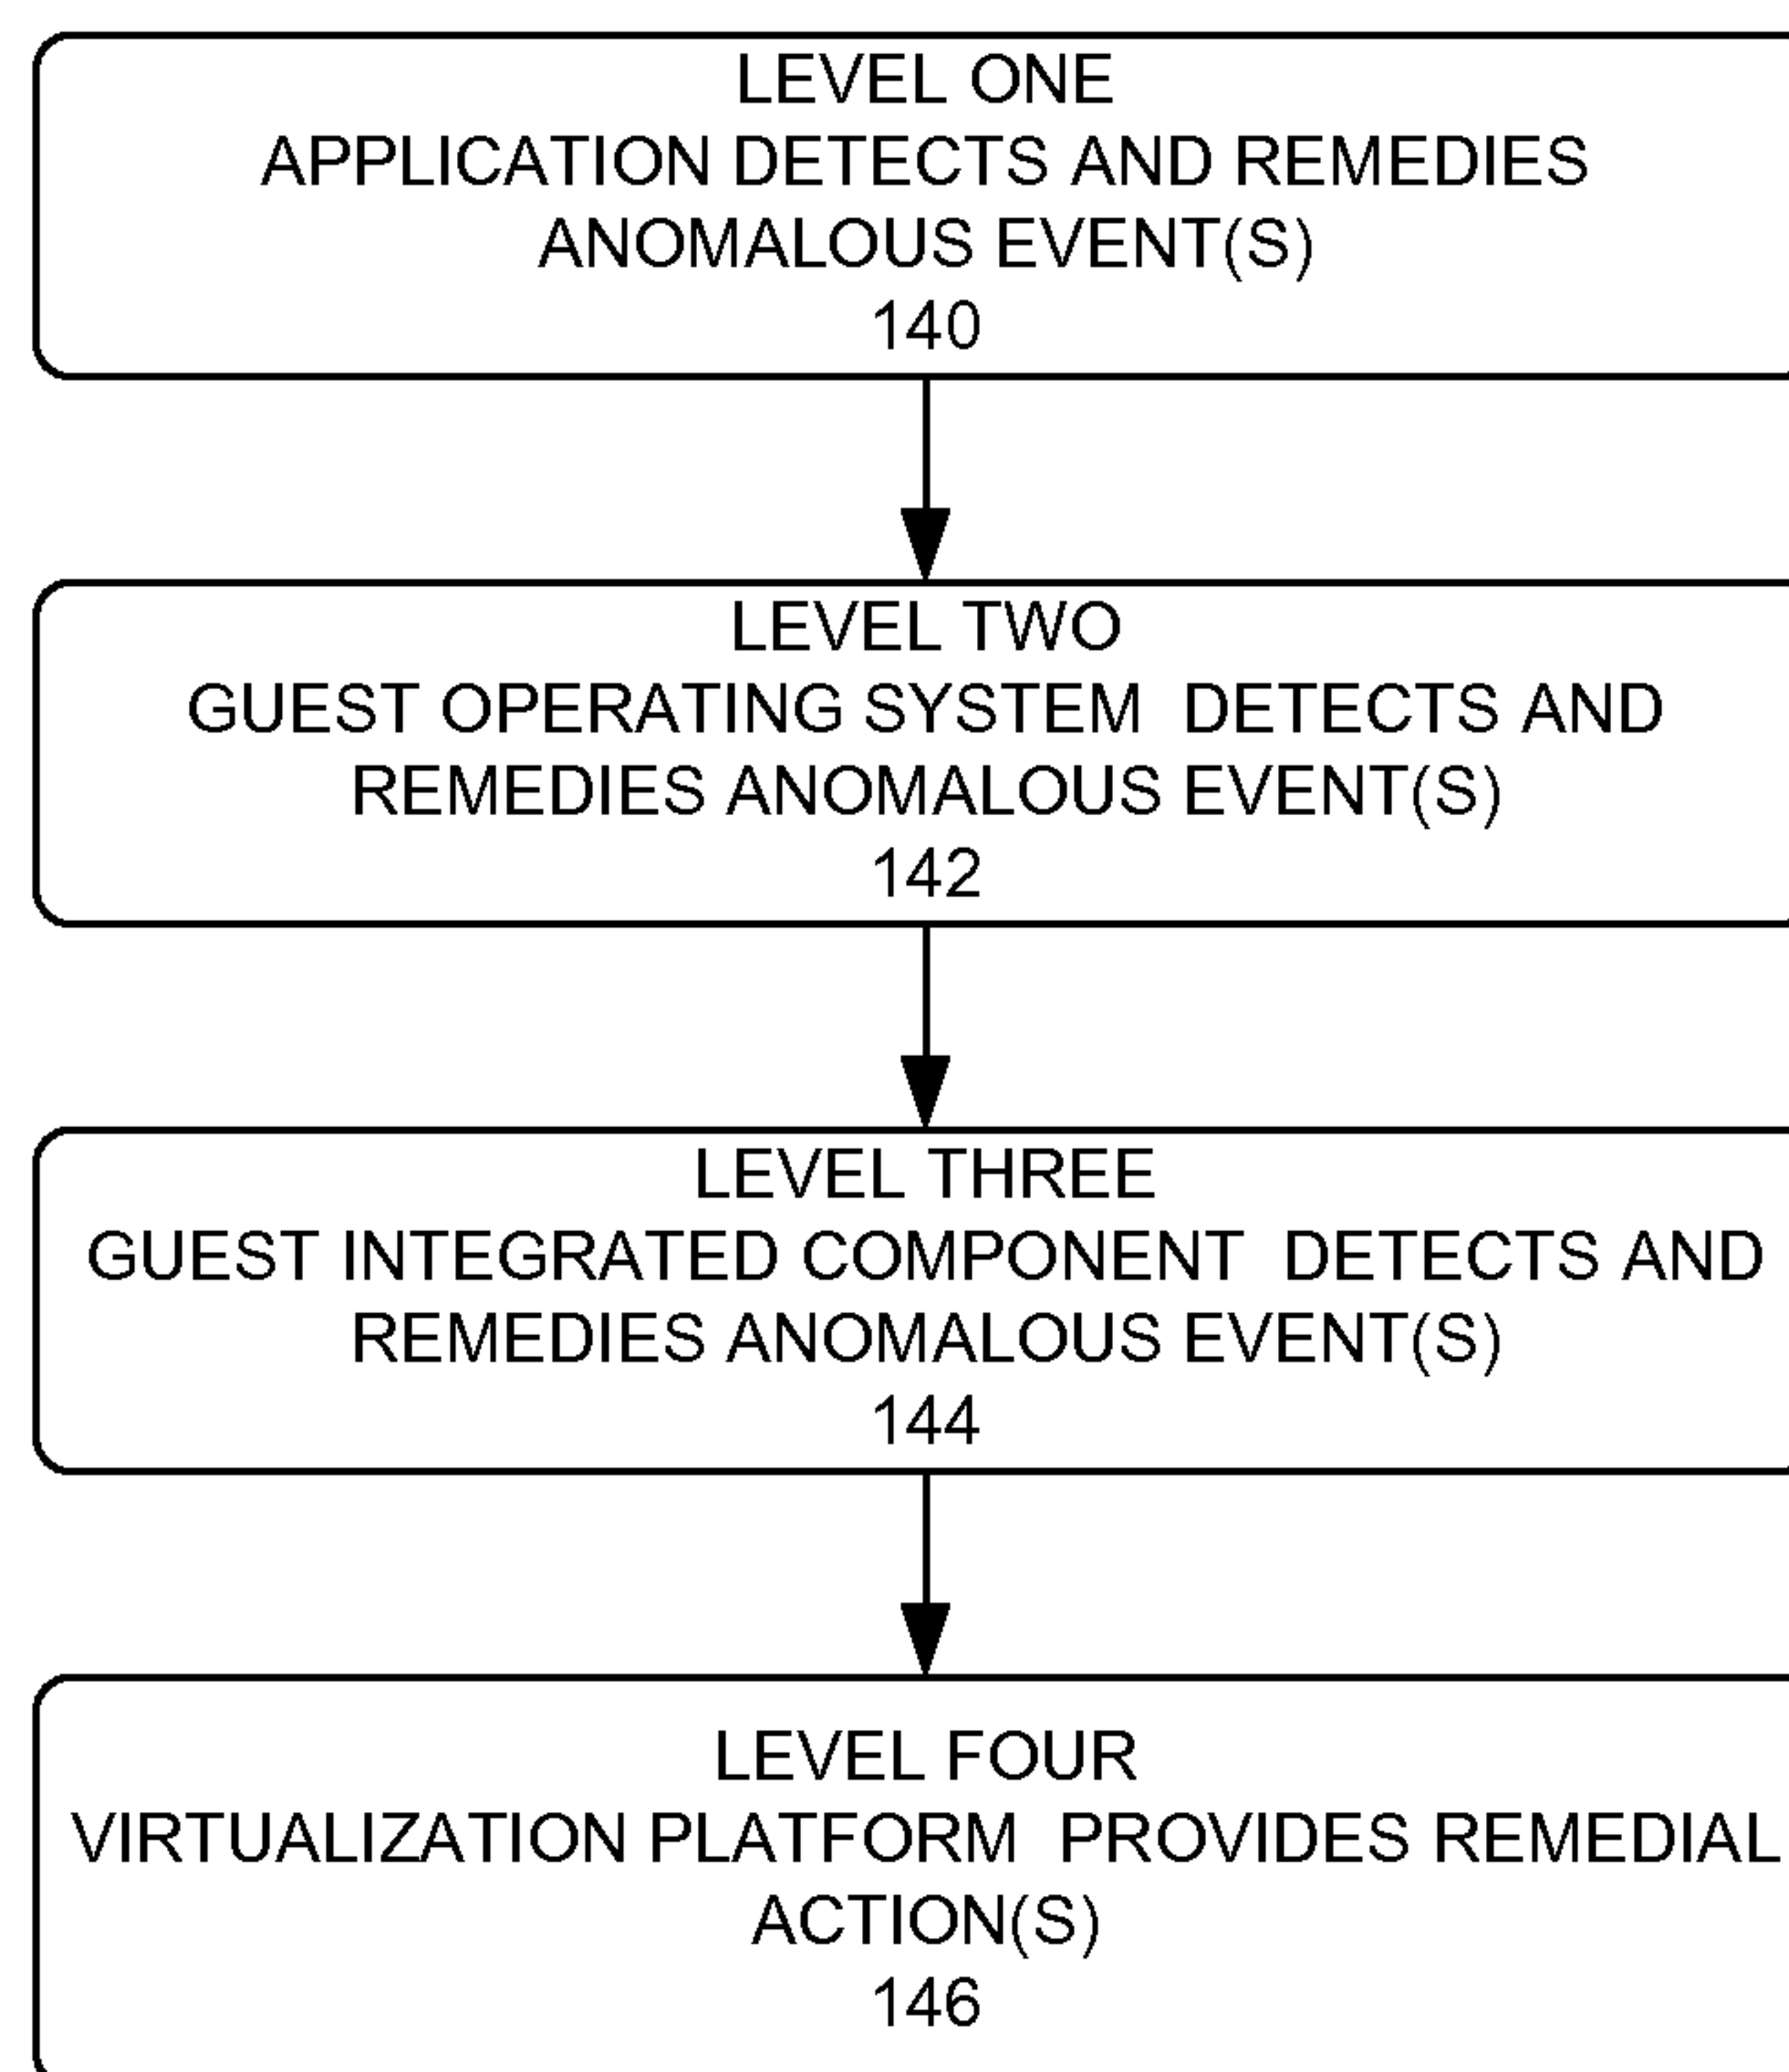 LEVEL ONE
APPLICATION DETECTS AND REMEDIES
ANOMALOUS EVENT(S)
140
LEVEL TWO
GUEST OPERATING SYSTEM DETECTS AND
REMEDIES ANOMALOUS EVENT(S)
142
LEVEL THREE
GUEST INTEGRATED COMPONENT DETECTS AND
REMEDIES ANOMALOUS EVENT(S)
144
LEVEL FOUR
VIRTUALIZATION PLATFORM PROVIDES REMEDIAL
ACTION(S)
146